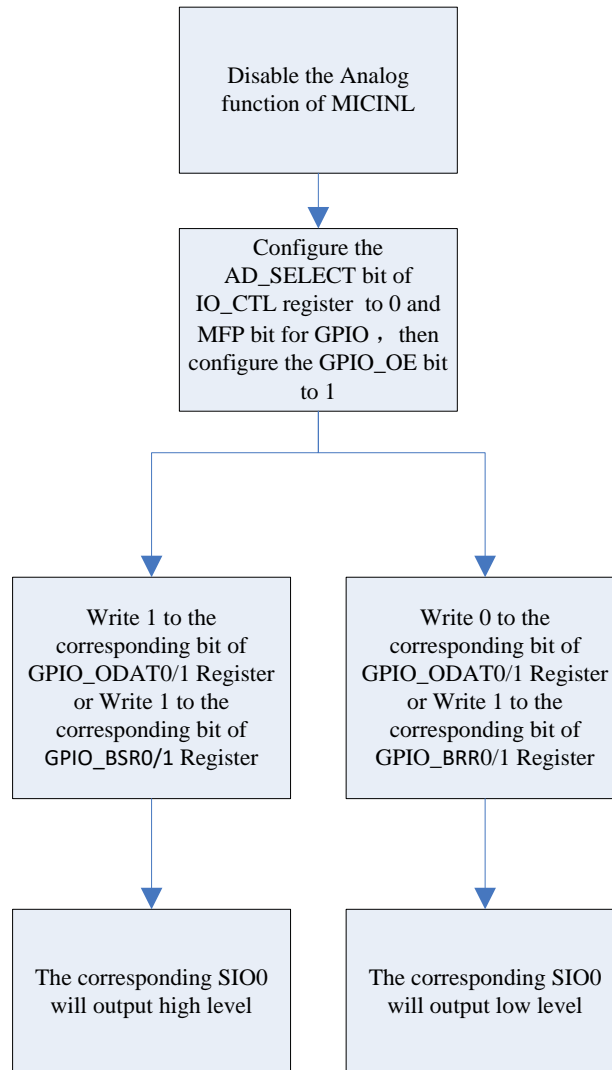 Disable the Analog
function of MICINL
Configure the
AD_SELECT bit of
IO_CTL register  to 0 and
MFP bit for GPIO ，then
configure the GPIO_OE bit
to 1
Write 1 to the
corresponding bit of
GPIO_ODAT0/1 Register
or Write 1 to the
corresponding bit of
GPIO_BSR0/1 Register
Write 0 to the
corresponding bit of
GPIO_ODAT0/1 Register
or Write 1 to the
corresponding bit of
GPIO_BRR0/1 Register
The corresponding SIO0
will output high level
The corresponding SIO0
will output low level